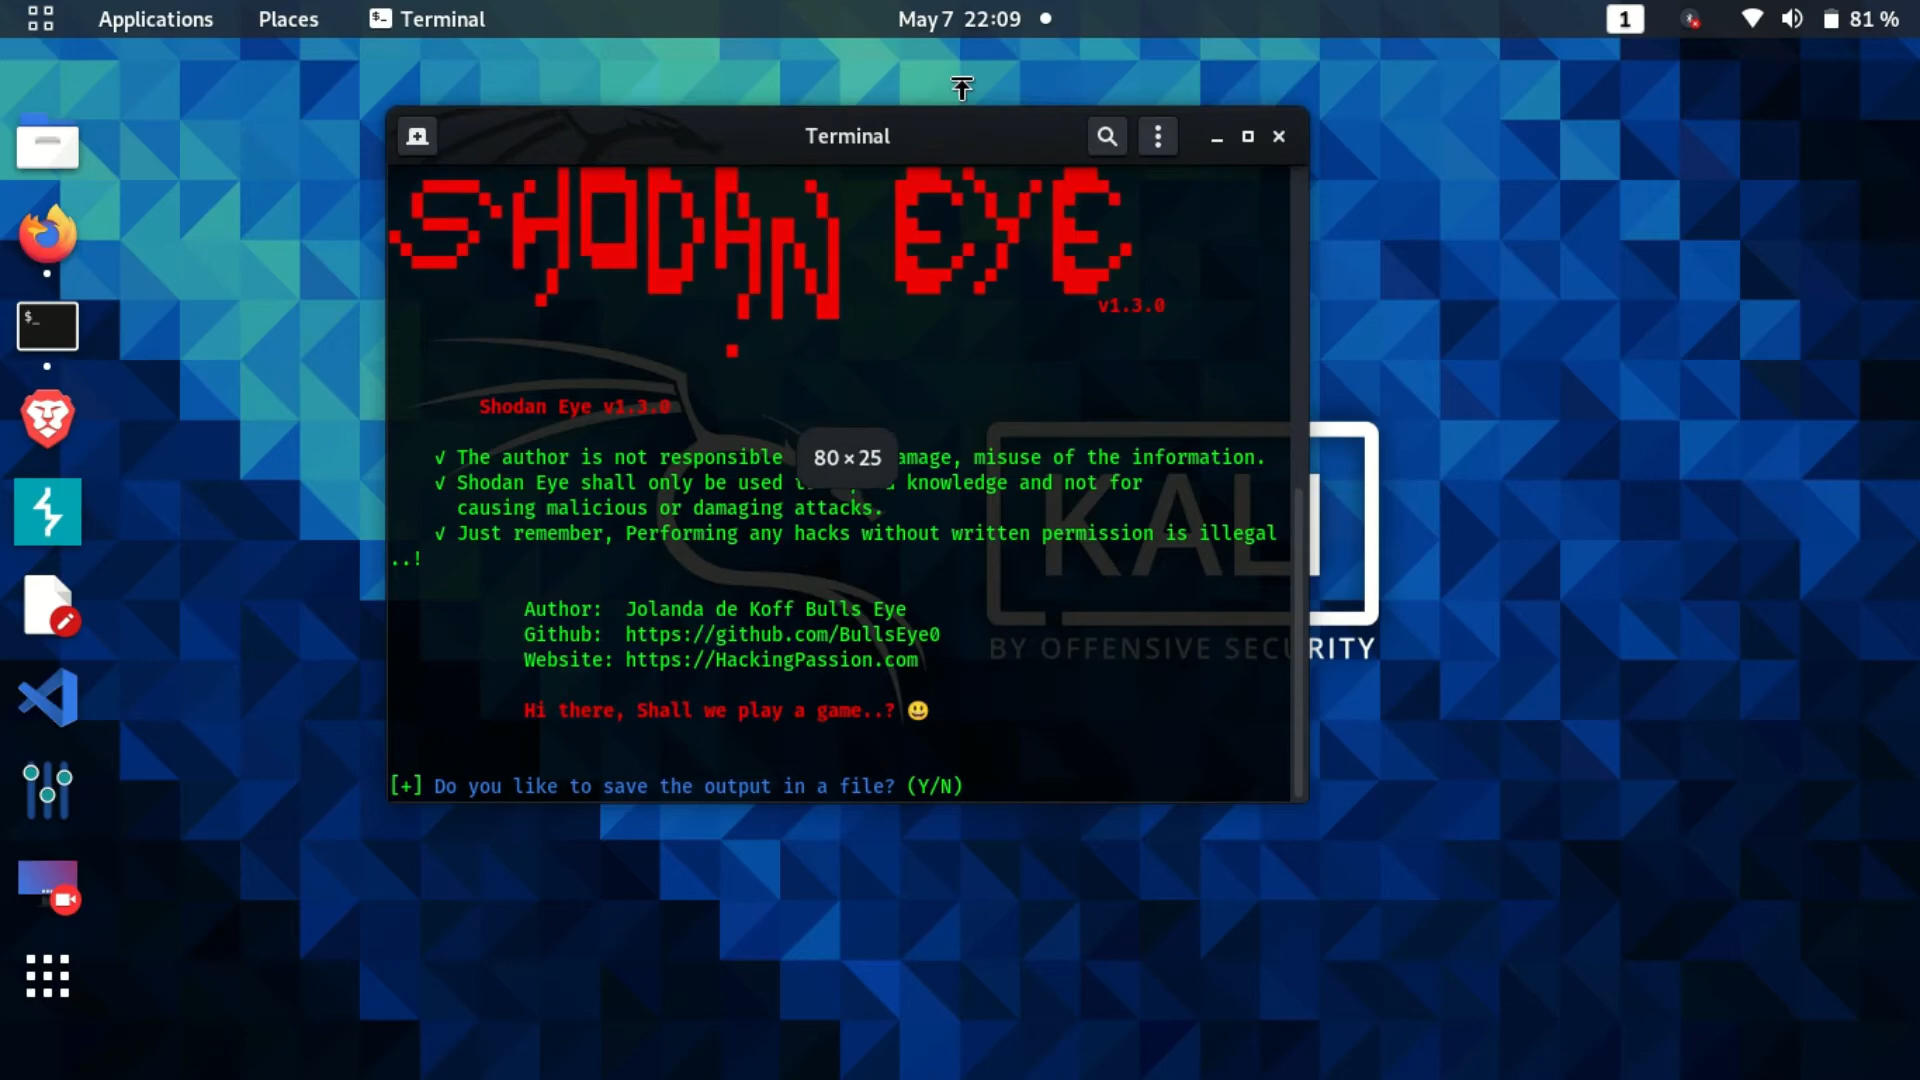 Applications Places Terminal May 7 22:09 1 81 %
Terminal
SHODAN EYE
v1.3.0
Shodan Eye v1.3.0
√ The author is not responsible amage, misuse of the information.
80×25
√ Shodan Eye shall only be used knowledge and not for
causing malicious or damaging attacks.
√ Just remember, Performing any hacks without written permission is illegal
..!
KALI
Author: Jolanda de Koff Bulls Eye
Github: https://github.com/BullsEye0
BY OFFENSIVE SECURITY
Website: https://HackingPassion.com
Hi there, Shall we play a game..? 😃
[+] Do you like to save the output in a file? (Y/N)